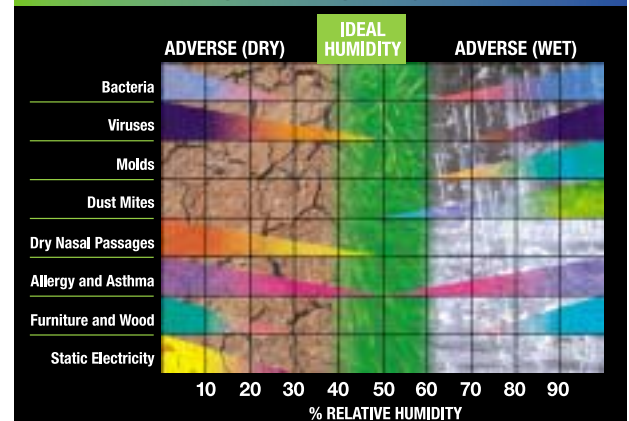 IDEAL
HUMIDITY
ADVERSE (DRY)
ADVERSE (WET)
Bacteria
Viruses
Molds
Dust Mites
Dry Nasal Passages
Allergy and Asthma
Furniture and Wood
Static Electricity
10 20 30 40 50 60 70 80 90
% RELATIVE HUMIDITY